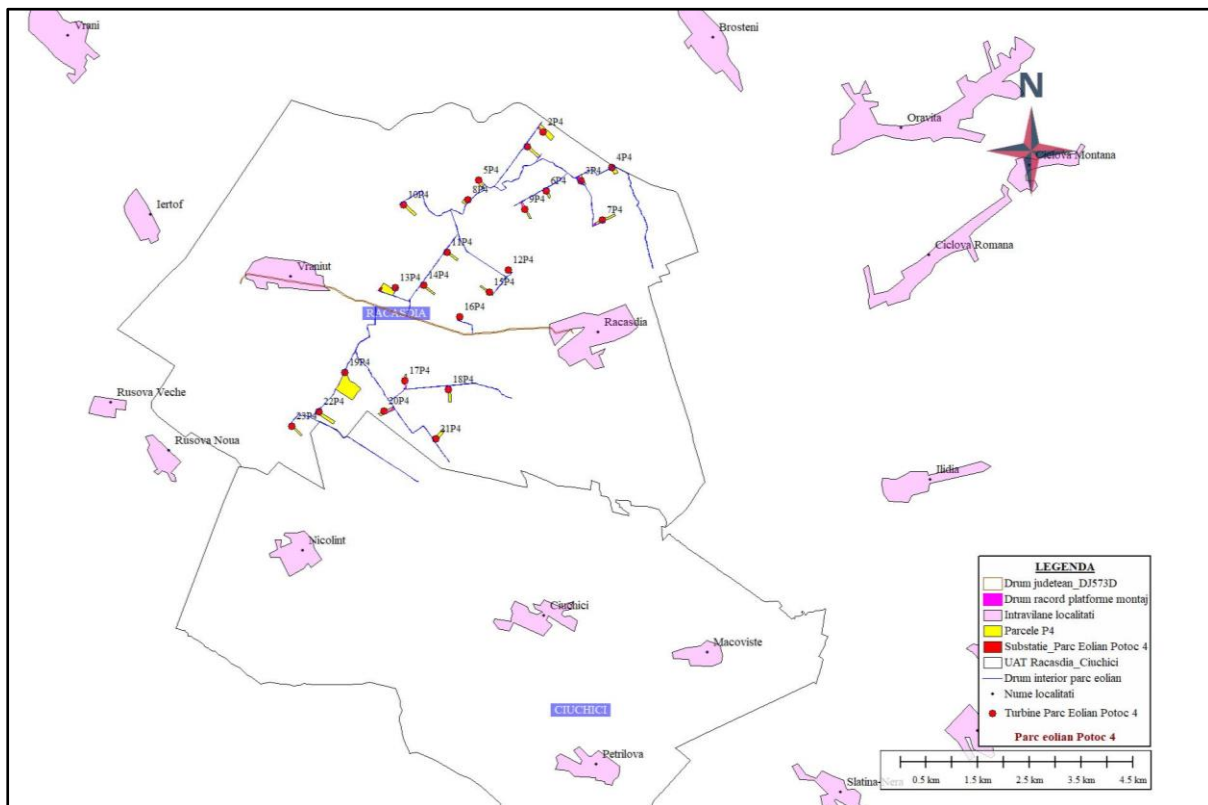 Vrani
Brosteni
N
Oravita
Ciclova Montana
2P4
4P4
5P4
3P4
6P4
8P4
10P4
9P4
7P4
Iertof
Ciclova Romana
11P4
12P4
Vraniut
13P4
14P4
15P4
RACASDIA
16P4
Racasdia
19P4
17P4
18P4
Rusova Veche
22P4
20P4
23P4
21P4
Rusova Noua
Ilidia
Nicolint
Ciuchici
Macoviste
CIUCHICI
Petrilova
Slatina-Nera
LEGENDA
Drum judetean_DJ573D
Drum racord platforme montaj
Intravilane localitati
Parcele P4
Substatie_Parc Eolian Potoc 4
UAT Racasdia_Ciuchici
Drum interior parc eolian
Nume localitati
Turbine Parc Eolian Potoc 4
Parc eolian Potoc 4
0 0.5 km 1.5 km 2.5 km 3.5 km 4.5 km